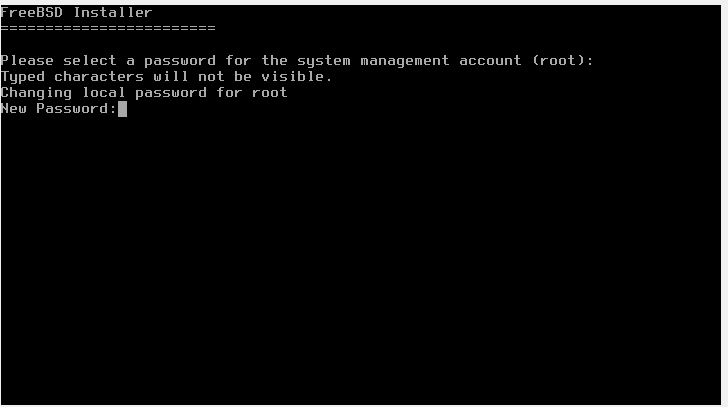 FreeBSD Installer
========================
Please select a password for the system management account (root):
Typed characters will not be visible.
Changing local password for root
New Password: